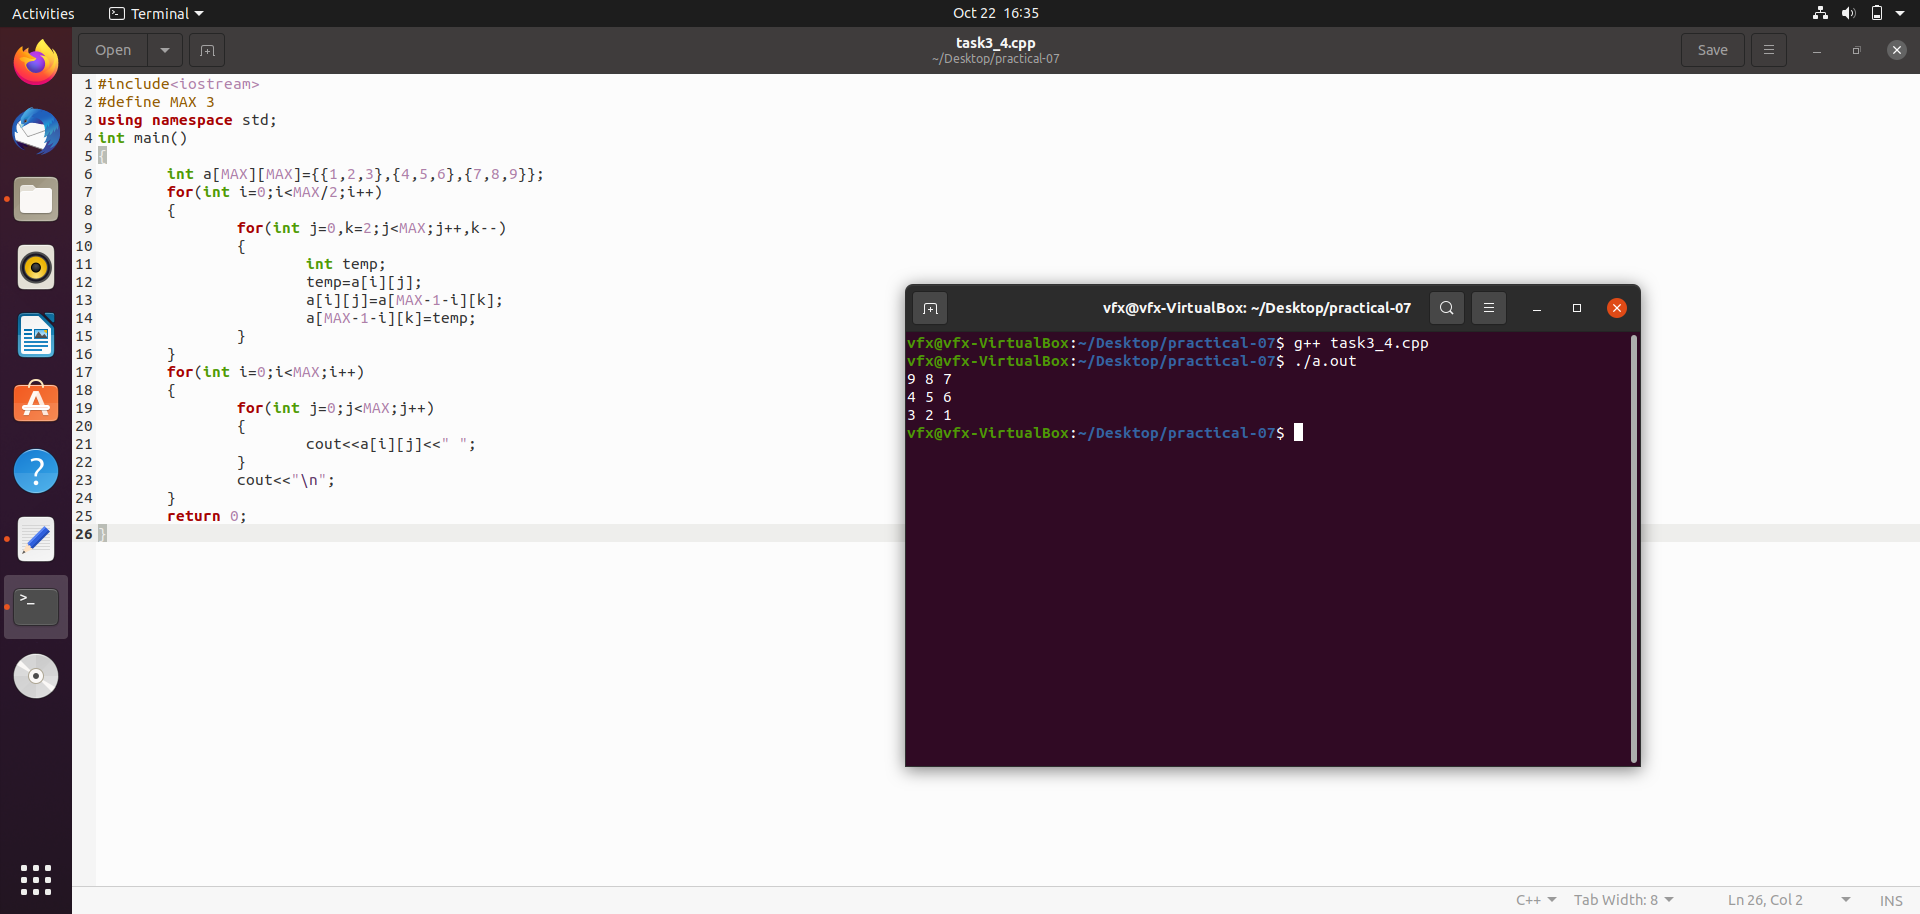 Activities Terminal Oct 22 16:35
Open task3_4.cpp Save
~/Desktop/practical-07
1 #include<iostream>
2 #define MAX 3
3 using namespace std;
4 int main()
5 {
6 int a[MAX][MAX]={{1,2,3},{4,5,6},{7,8,9}};
7 for(int i=0;i<MAX/2;i++)
8 {
9 for(int j=0,k=2;j<MAX;j++,k--)
10 {
11 int temp;
12 temp=a[i][j];
13 a[i][j]=a[MAX-1-i][k];
14 a[MAX-1-i][k]=temp;
15 }
16 }
17 for(int i=0;i<MAX;i++)
18 {
19 for(int j=0;j<MAX;j++)
20 {
21 cout<<a[i][j]<<" ";
22 }
23 cout<<"\n";
24 }
25 return 0;
26 }
vfx@vfx-VirtualBox: ~/Desktop/practical-07
vfx@vfx-VirtualBox:~/Desktop/practical-07$ g++ task3_4.cpp
vfx@vfx-VirtualBox:~/Desktop/practical-07$ ./a.out
9 8 7
4 5 6
3 2 1
vfx@vfx-VirtualBox:~/Desktop/practical-07$
C++ Tab Width: 8 Ln 26, Col 2 INS